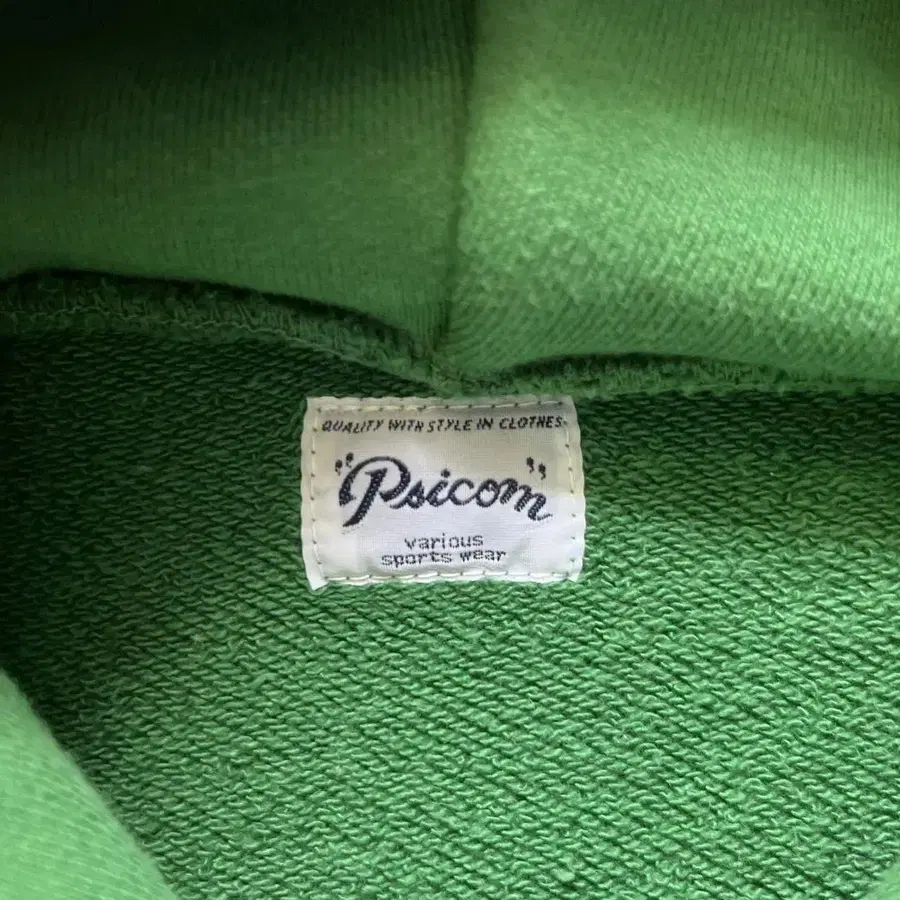 QUALITY WITH STYLE IN CLOTHES.
"Psicom"
various
sports wear